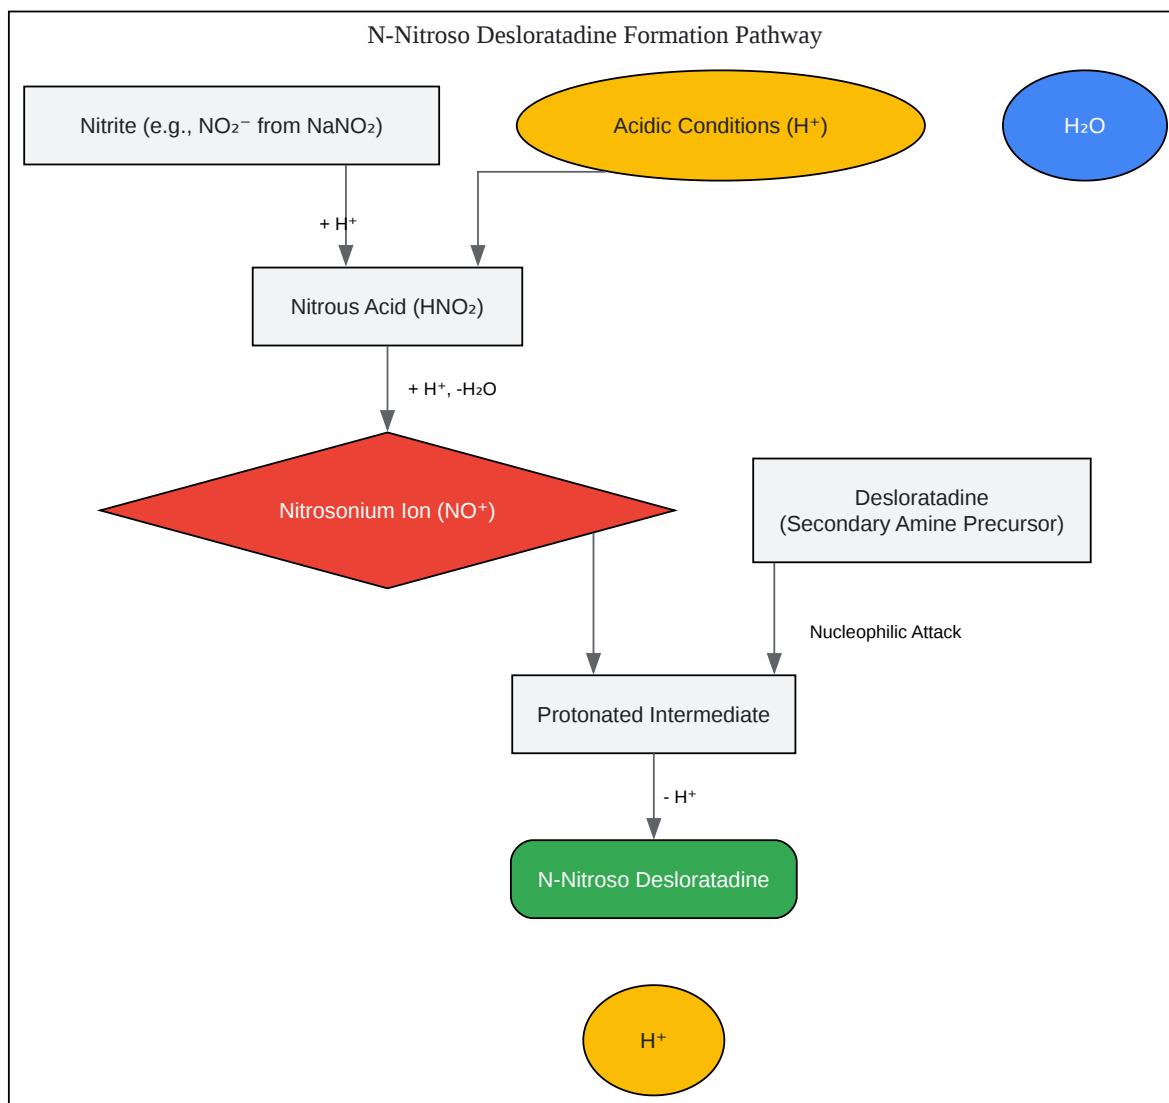 N-Nitroso Desloratadine Formation Pathway
Nitrite (e.g., NO₂⁻ from NaNO₂)
Acidic Conditions (H⁺)
H₂O
+ H⁺
Nitrous Acid (HNO₂)
+ H⁺, -H₂O
Nitrosonium Ion (NO⁺)
Desloratadine
(Secondary Amine Precursor)
Nucleophilic Attack
Protonated Intermediate
- H⁺
N-Nitroso Desloratadine
H⁺